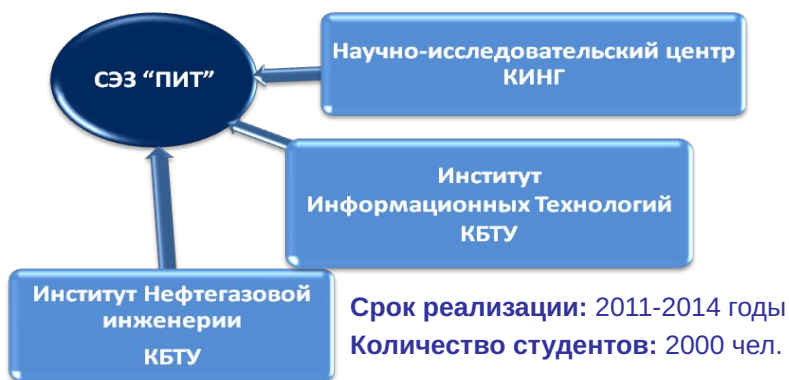 СЭЗ “ПИТ”
Научно-исследовательский центр
КИНГ
Институт
Информационных Технологий
КБТУ
Институт Нефтегазовой
инженерии
КБТУ
Срок реализации: 2011-2014 годы
Количество студентов: 2000 чел.